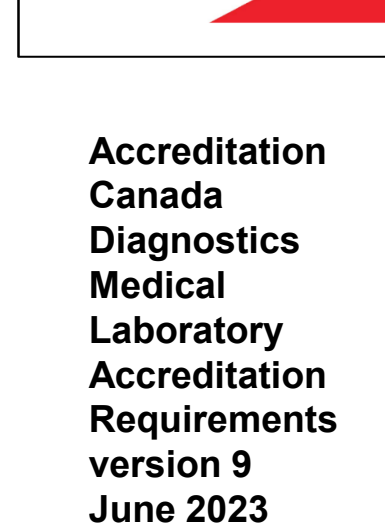 Accreditation
Canada
Diagnostics
Medical
Laboratory
Accreditation
Requirements
version 9
June 2023